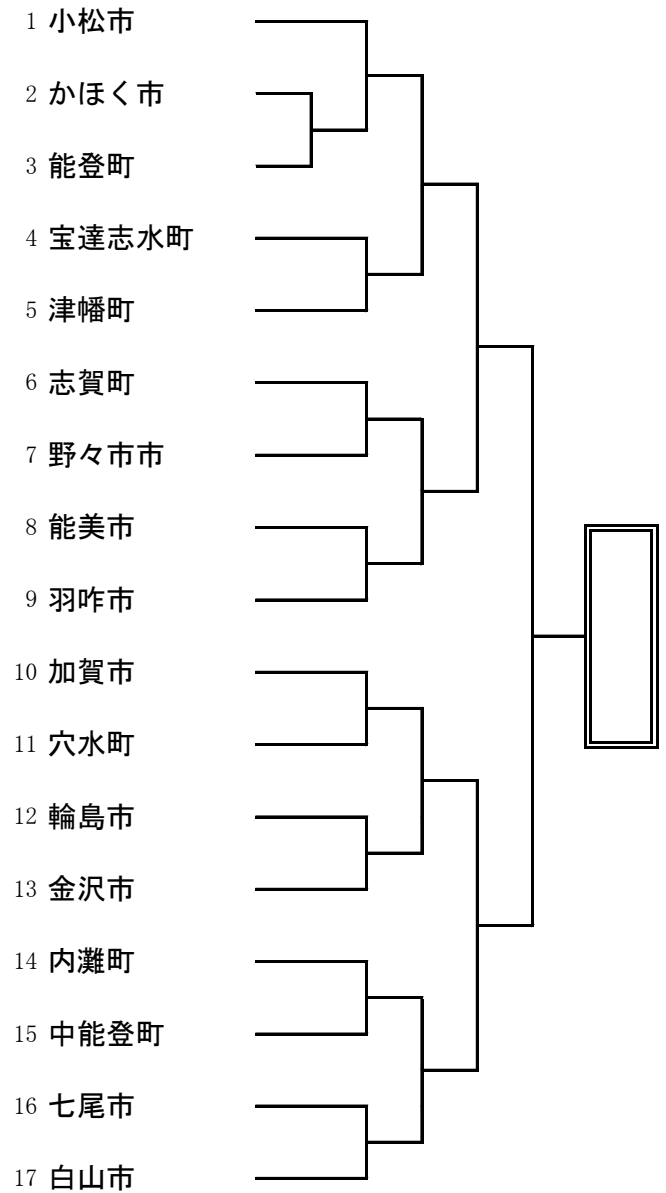 1 小松市
2 かほく市
3 能登町
4 宝達志水町
5 津幡町
6 志賀町
7 野々市市
8 能美市
9 羽咋市
10 加賀市
11 穴水町
12 輪島市
13 金沢市
14 内灘町
15 中能登町
16 七尾市
17 白山市